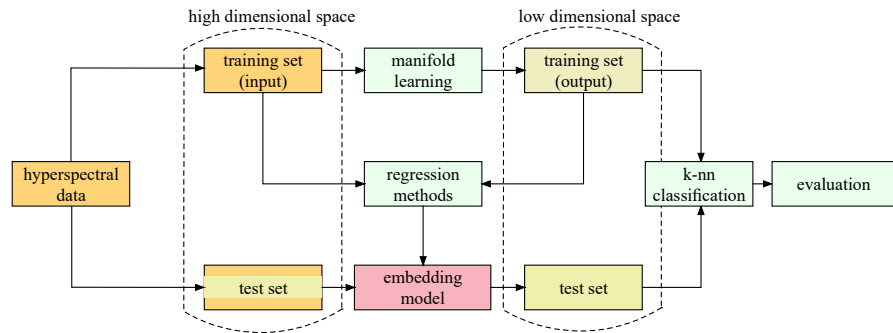 high dimensional space
low dimensional space
training set
(input)
manifold
learning
training set
(output)
hyperspectral
data
regression
methods
k-nn
classification
evaluation
test set
embedding
model
test set